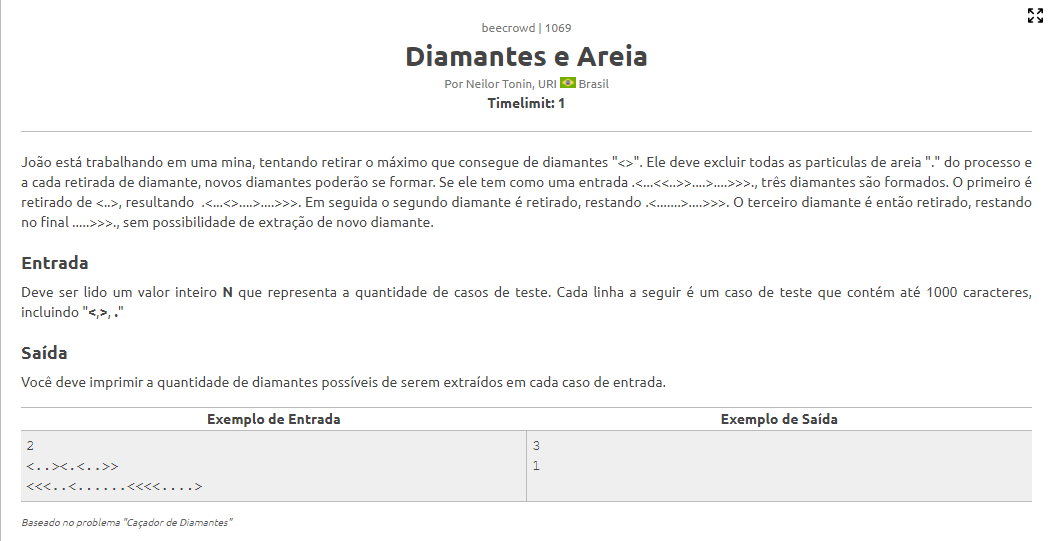 beecrowd | 1069
Diamantes e Areia
Por Neilor Tonin, URI Brasil
Timelimit: 1
João está trabalhando em uma mina, tentando retirar o máximo que consegue de diamantes "<>". Ele deve excluir todas as particulas de areia "." do processo e
a cada retirada de diamante, novos diamantes poderão se formar. Se ele tem como uma entrada .<...<<..>>....>....>>>., três diamantes são formados. O primeiro é
retirado de <..>, resultando .<...<>....>....>>>. Em seguida o segundo diamante é retirado, restando .<.......>....>>>. O terceiro diamante é então retirado, restando
no final .....>>>., sem possibilidade de extração de novo diamante.
Entrada
Deve ser lido um valor inteiro N que representa a quantidade de casos de teste. Cada linha a seguir é um caso de teste que contém até 1000 caracteres,
incluindo "<,>, ."
Saída
Você deve imprimir a quantidade de diamantes possíveis de serem extraídos em cada caso de entrada.
Exemplo de Entrada Exemplo de Saída
2 3
<..><.<..>> 1
<<<..<......<<<<....>
Baseado no problema "Caçador de Diamantes"